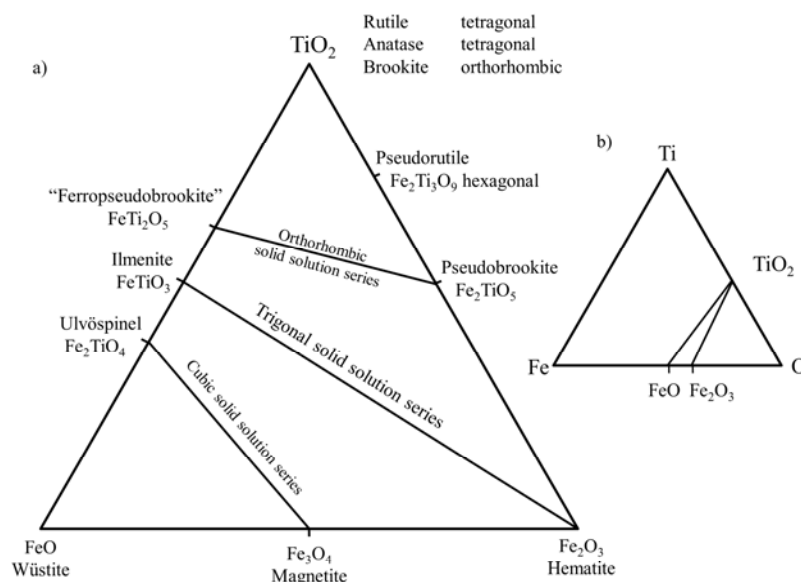 Rutile tetragonal
TiO₂ Anatase tetragonal
Brookite orthorhombic
a)
b)
Ti
Pseudorutile
Fe₂Ti₃O₉ hexagonal
“Ferropseudobrookite”
FeTi₂O₅
Orthorhombic
solid solution series
Ilmenite
FeTiO₃
Pseudobrookite
Fe₂TiO₅
TiO₂
Ulvöspinel
Fe₂TiO₄
Trigonal solid solution series
Cubic solid solution series
Fe
FeO
Fe₂O₃
FeO
Wüstite
Fe₃O₄
Magnetite
Fe₂O₃
Hematite